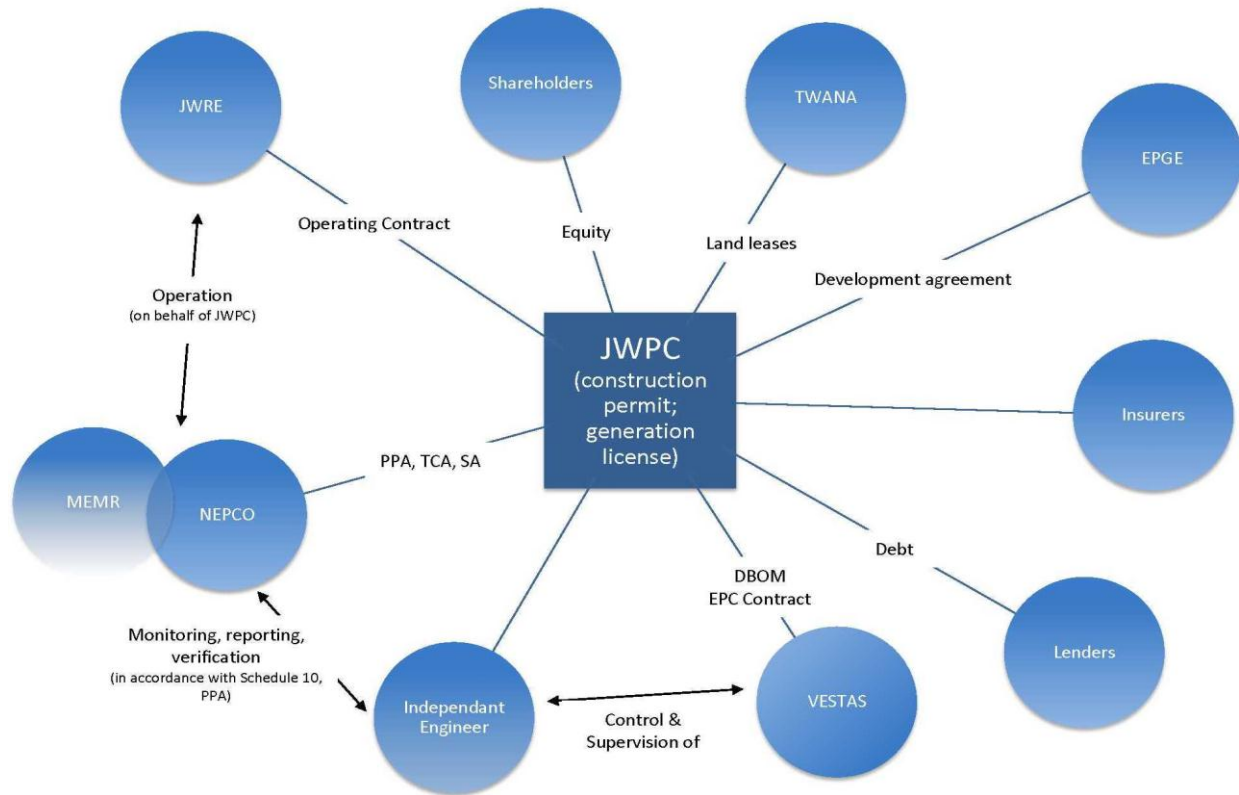 JWRE
Shareholders
TWANA
EPGE
Operating Contract
Equity
Land leases
Development agreement
Operation
(on behalf of JWPC)
JWPC
(construction
permit;
generation
license)
Insurers
MEMR
NEPCO
PPA, TCA, SA
Debt
DBOM
EPC Contract
Monitoring, reporting,
verification
(in accordance with Schedule 10,
PPA)
Independant
Engineer
Control &
Supervision of
VESTAS
Lenders